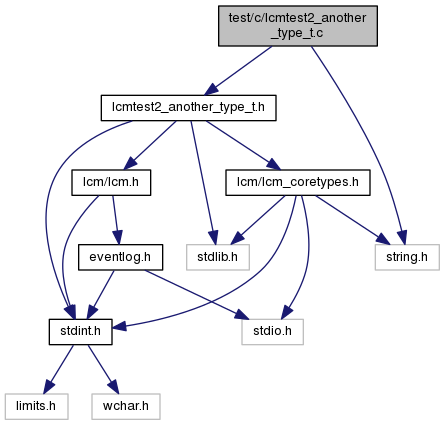 test/c/lcmtest2_another
_type_t.c
lcmtest2_another_type_t.h
lcm/lcm.h
lcm/lcm_coretypes.h
eventlog.h
stdlib.h
string.h
stdint.h
stdio.h
limits.h
wchar.h